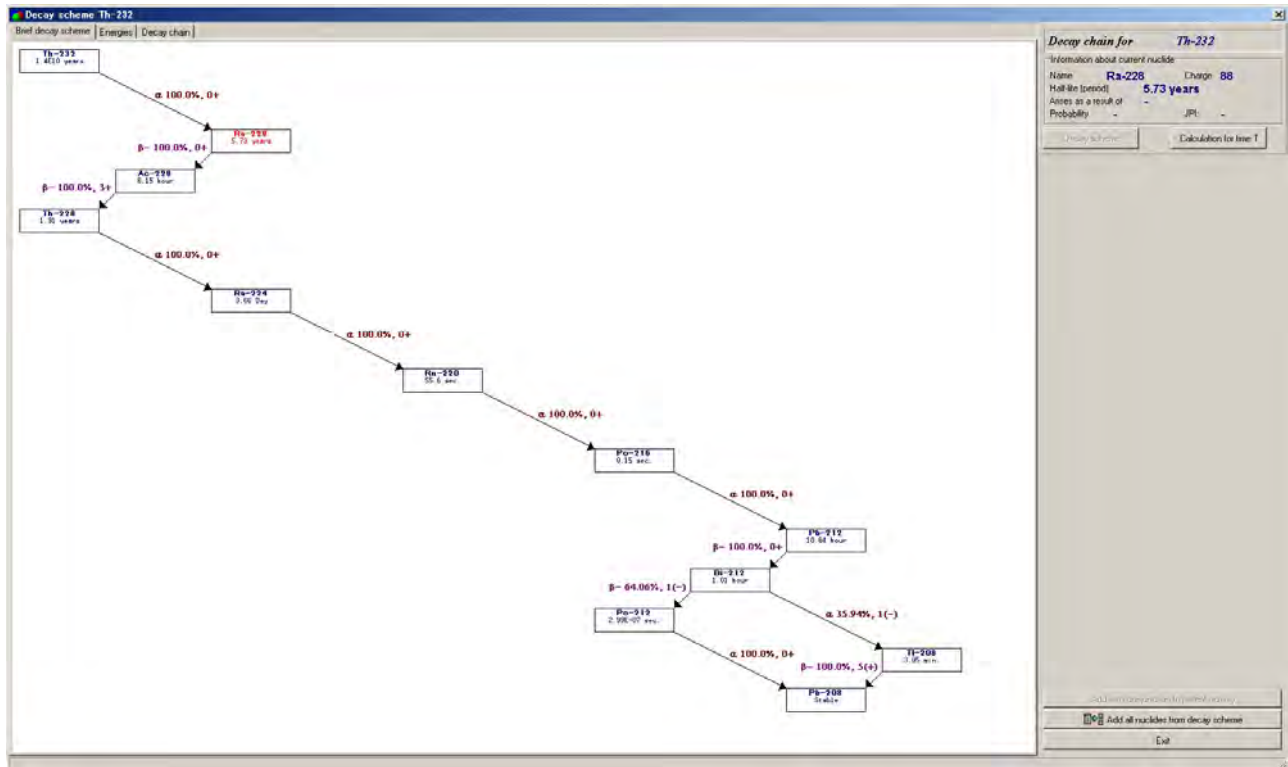 Decay scheme Th-232
Brief decay scheme Energies Decay chain
Decay chain for Th-232
Information about current nuclide
Name Ra-228 Charge 88
Half-life (period) 5.73 years
Arises as a result of -
Probability - JPI: -
Decay scheme Calculation for time T
Th-232
years
α 100.0%, 0+
Ra-228
5.73 years
β- 100.0%, 0+
Ac-228
6.15 hour
β- 100.0%, 3+
Th-228
1.91 years
α 100.0%, 0+
Ra-224
3.66 Day
α 100.0%, 0+
Rn-220
55.6 sec.
α 100.0%, 0+
Po-216
0.15 sec.
α 100.0%, 0+
Pb-212
10.64 hour
β- 100.0%, 0+
Bi-212
1.01 hour
β- 64.06%, 1(-)
α 35.94%, 1(-)
Po-212
2.99E-07 sec.
Tl-208
3.05 min.
α 100.0%, 0+
β- 100.0%, 5(+)
Pb-208
Stable
Add all nuclides from decay scheme
Exit